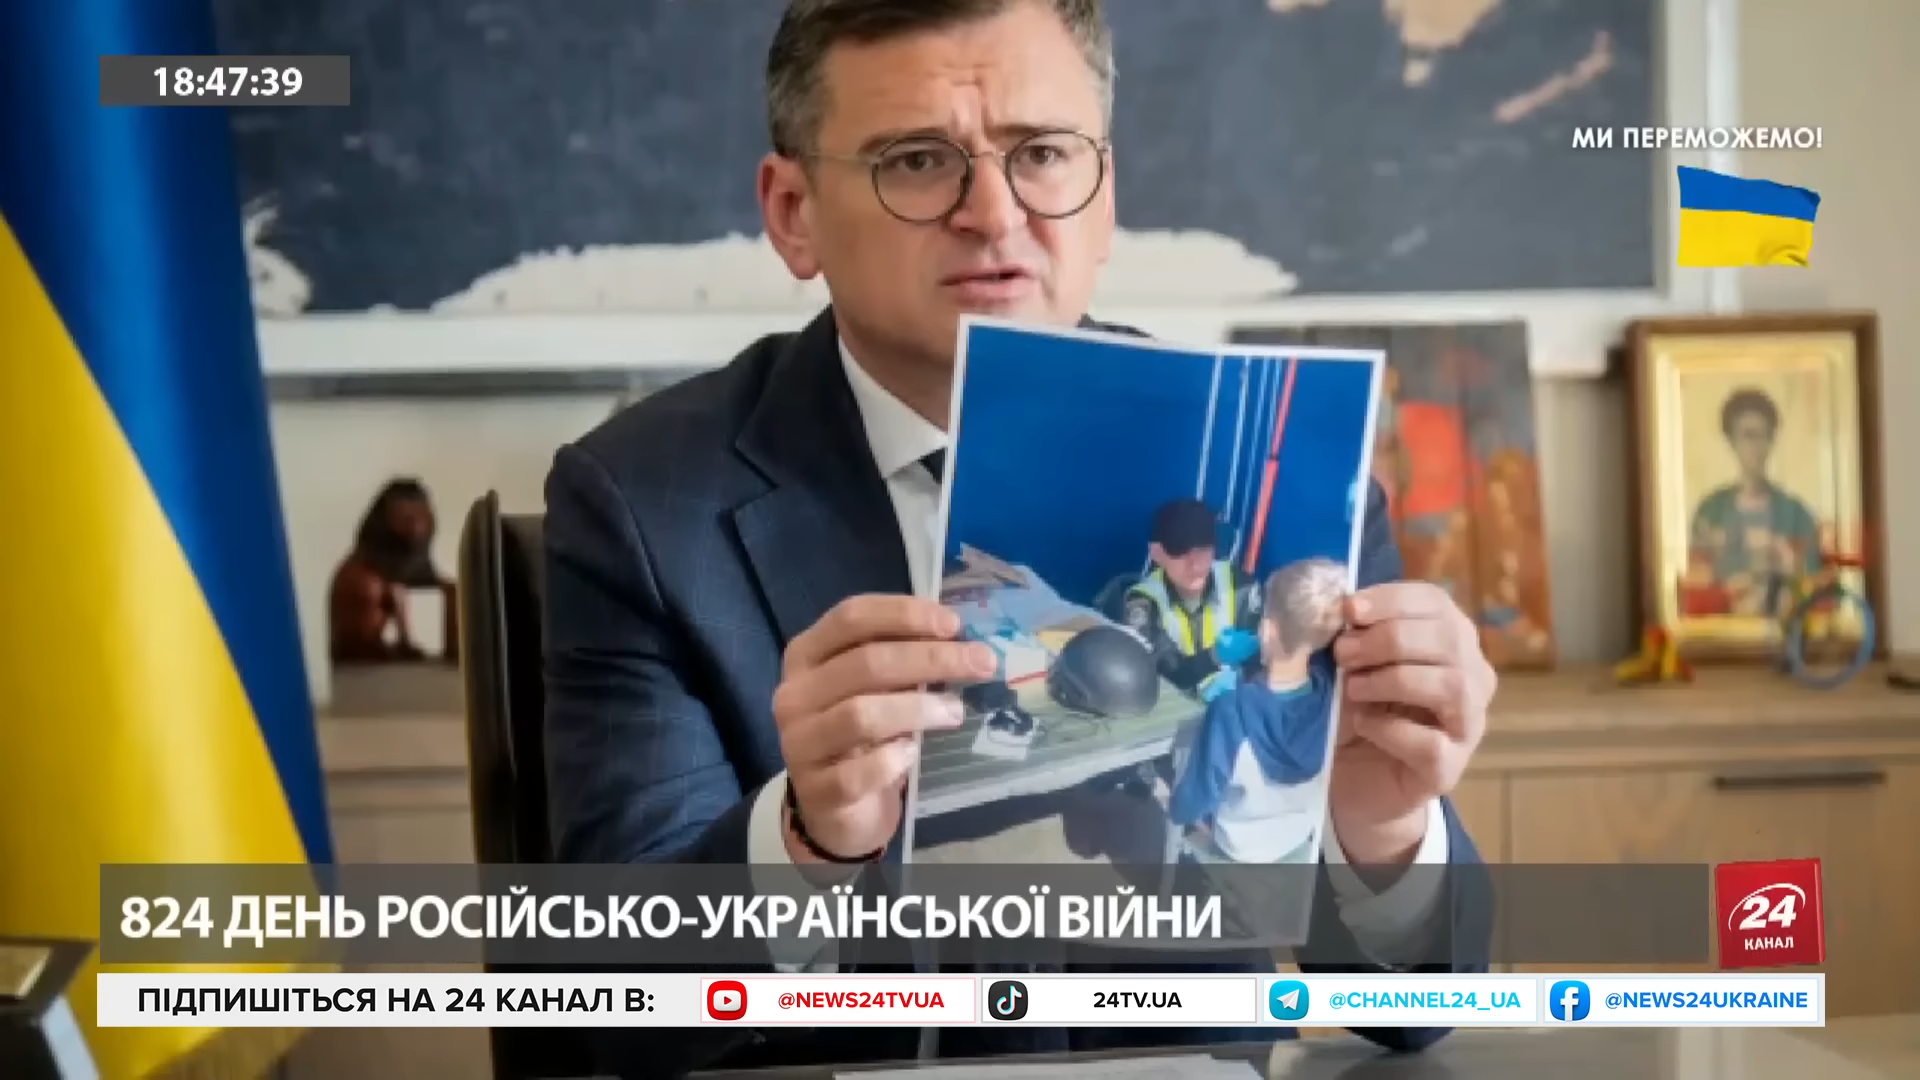 18:47:39
МИ ПЕРЕМОЖЕМО!
824 ДЕНЬ РОСІЙСЬКО-УКРАЇНСЬКОЇ ВІЙНИ
24
КАНАЛ
ПІДПИШІТЬСЯ НА 24 КАНАЛ В: @NEWS24TVUA 24TV.UA @CHANNEL24_UA @NEWS24UKRAINE